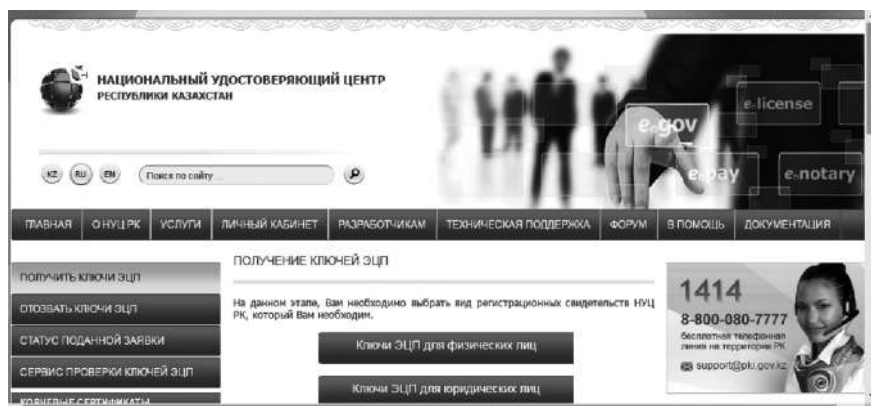 НАЦИОНАЛЬНЫЙ УДОСТОВЕРЯЮЩИЙ ЦЕНТР
РЕСПУБЛИКИ КАЗАХСТАН
e.license
e.gov
e.pay
e.notary
KZ RU EN Поиск по сайту ...
ГЛАВНАЯ О НУЦ РК УСЛУГИ ЛИЧНЫЙ КАБИНЕТ РАЗРАБОТЧИКАМ ТЕХНИЧЕСКАЯ ПОДДЕРЖКА ФОРУМ В ПОМОЩЬ ДОКУМЕНТАЦИЯ
ПОЛУЧИТЬ КЛЮЧИ ЭЦП
ОТОЗВАТЬ КЛЮЧИ ЭЦП
СТАТУС ПОДАННОЙ ЗАЯВКИ
СЕРВИС ПРОВЕРКИ КЛЮЧЕЙ ЭЦП
КОРНЕВЫЕ СЕРТИФИКАТЫ
ПОЛУЧЕНИЕ КЛЮЧЕЙ ЭЦП
На данном этапе, Вам необходимо выбрать вид регистрационных свидетельств НУЦ
РК, который Вам необходим.
Ключи ЭЦП для физических лиц
Ключи ЭЦП для юридических лиц
1414
8-800-080-7777
бесплатная телефонная
линия на территории РК
support@pki.gov.kz